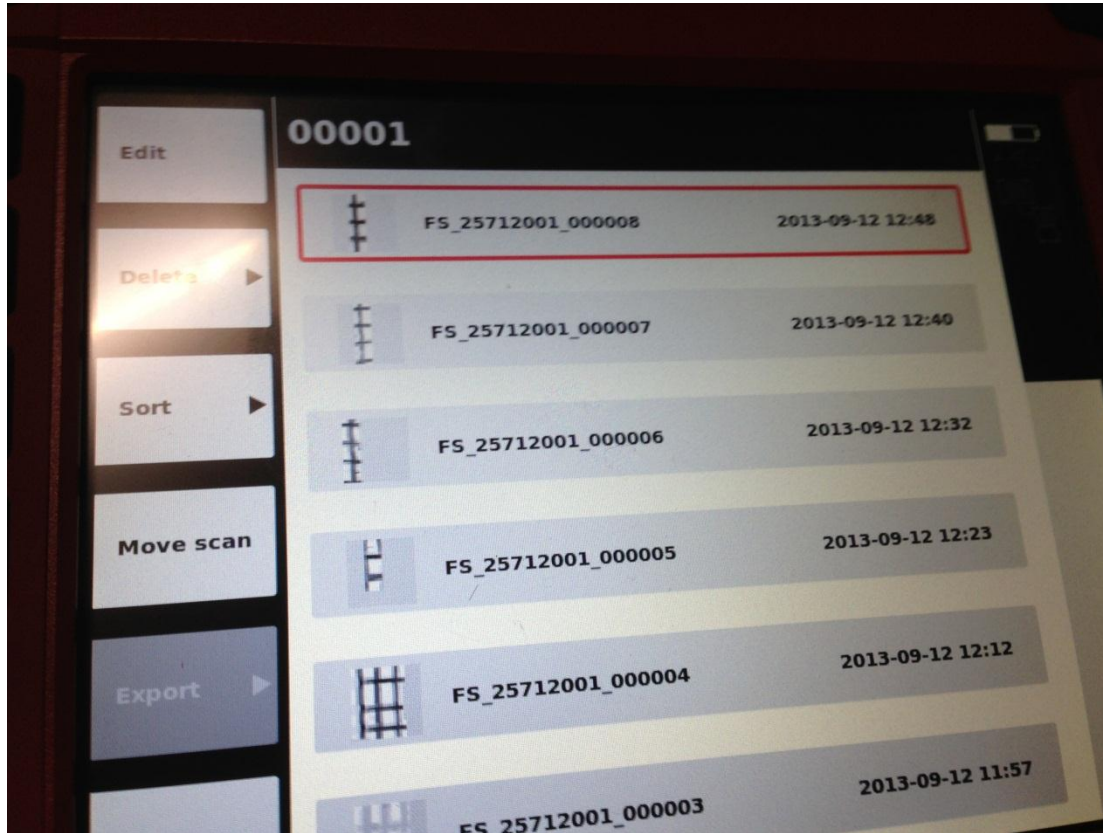 00001
Edit
Delete
Sort
Move scan
Export
FS_25712001_000008 2013-09-12 12:48
FS_25712001_000007 2013-09-12 12:40
FS_25712001_000006 2013-09-12 12:32
FS_25712001_000005 2013-09-12 12:23
FS_25712001_000004 2013-09-12 12:12
FS_25712001_000003 2013-09-12 11:57